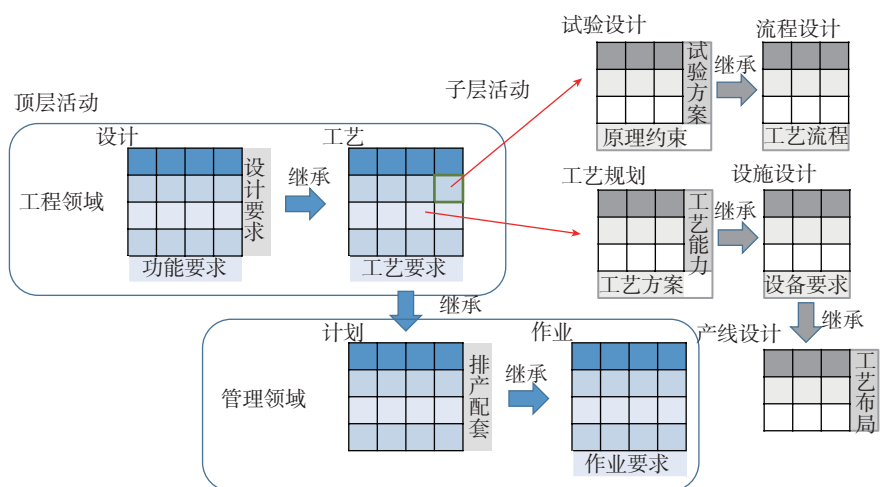 试验设计
流程设计
继承
试验方案
原理约束
工艺流程
顶层活动
子层活动
设计
工艺
工程领域
设计要求
继承
功能要求
工艺要求
工艺规划
设施设计
继承
工艺能力
工艺方案
设备要求
继承
继承
产线设计
工艺布局
计划
作业
管理领域
排产配套
继承
作业要求